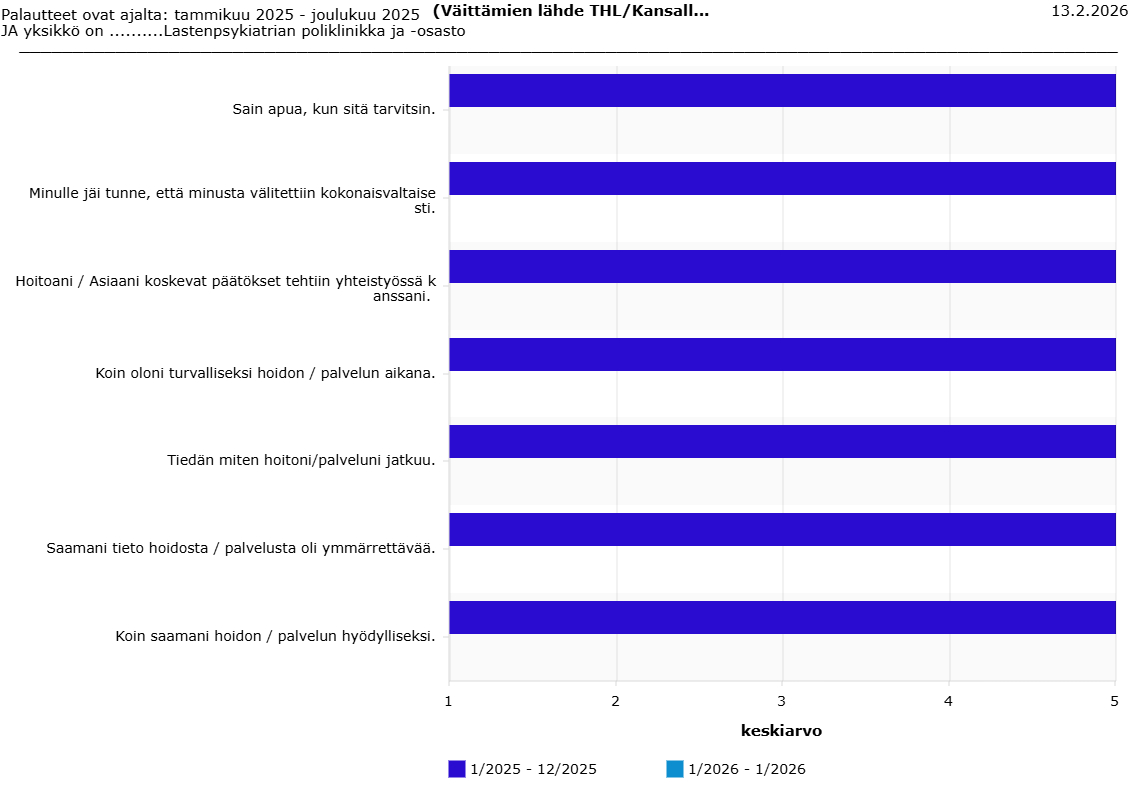 Palautteet ovat ajalta: tammikuu 2025 - joulukuu 2025 (Väittämien lähde THL/Kansall... 13.2.2026
JA yksikkö on ..........Lastenpsykiatrian poliklinikka ja -osasto
Sain apua, kun sitä tarvitsin.
Minulle jäi tunne, että minusta välitettiin kokonaisvaltaise
sti.
Hoitoani / Asiaani koskevat päätökset tehtiin yhteistyössä k
anssani.
Koin oloni turvalliseksi hoidon / palvelun aikana.
Tiedän miten hoitoni/palveluni jatkuu.
Saamani tieto hoidosta / palvelusta oli ymmärrettävää.
Koin saamani hoidon / palvelun hyödylliseksi.
1 2 3 4 5
keskiarvo
1/2025 - 12/2025 1/2026 - 1/2026